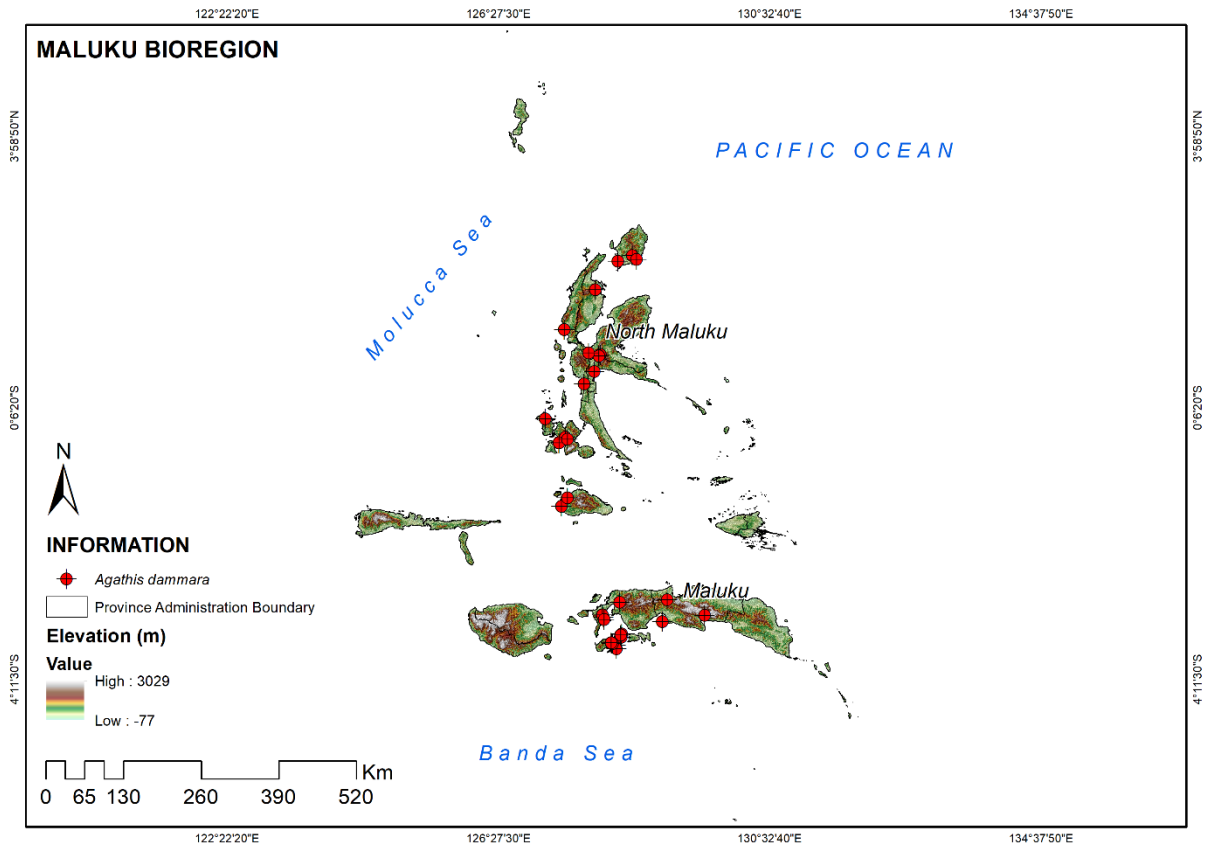 122°22'20"E 126°27'30"E 130°32'40"E 134°37'50"E
MALUKU BIOREGION
3°58'50"N
3°58'50"N
PACIFIC OCEAN
Molucca Sea
North Maluku
0°6'20"S
0°6'20"S
N
INFORMATION
Agathis dammara
Province Administration Boundary
Elevation (m)
Value
High : 3029
Low : -77
Maluku
4°11'30"S
4°11'30"S
Banda Sea
Km
0 65 130 260 390 520
122°22'20"E 126°27'30"E 130°32'40"E 134°37'50"E